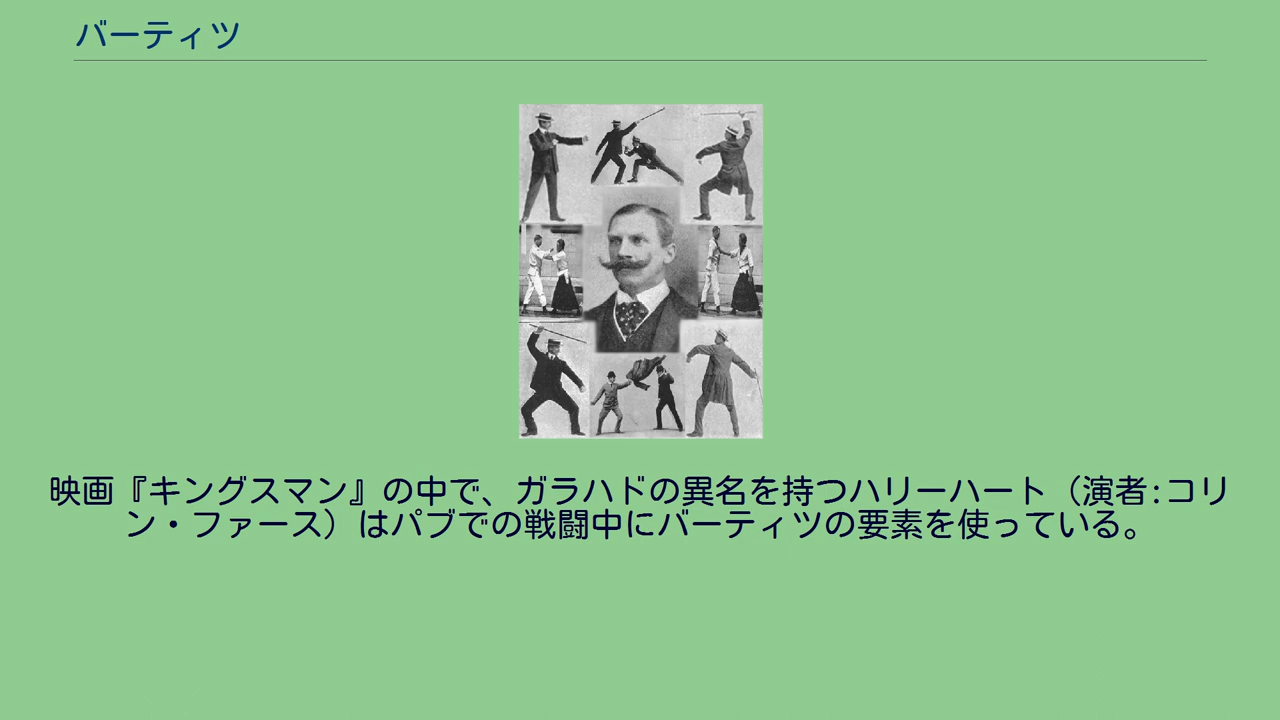 バーティツ
映画『キングスマン』の中で、ガラハドの異名を持つハリーハート（演者:コリ
ン・ファース）はパブでの戦闘中にバーティツの要素を使っている。